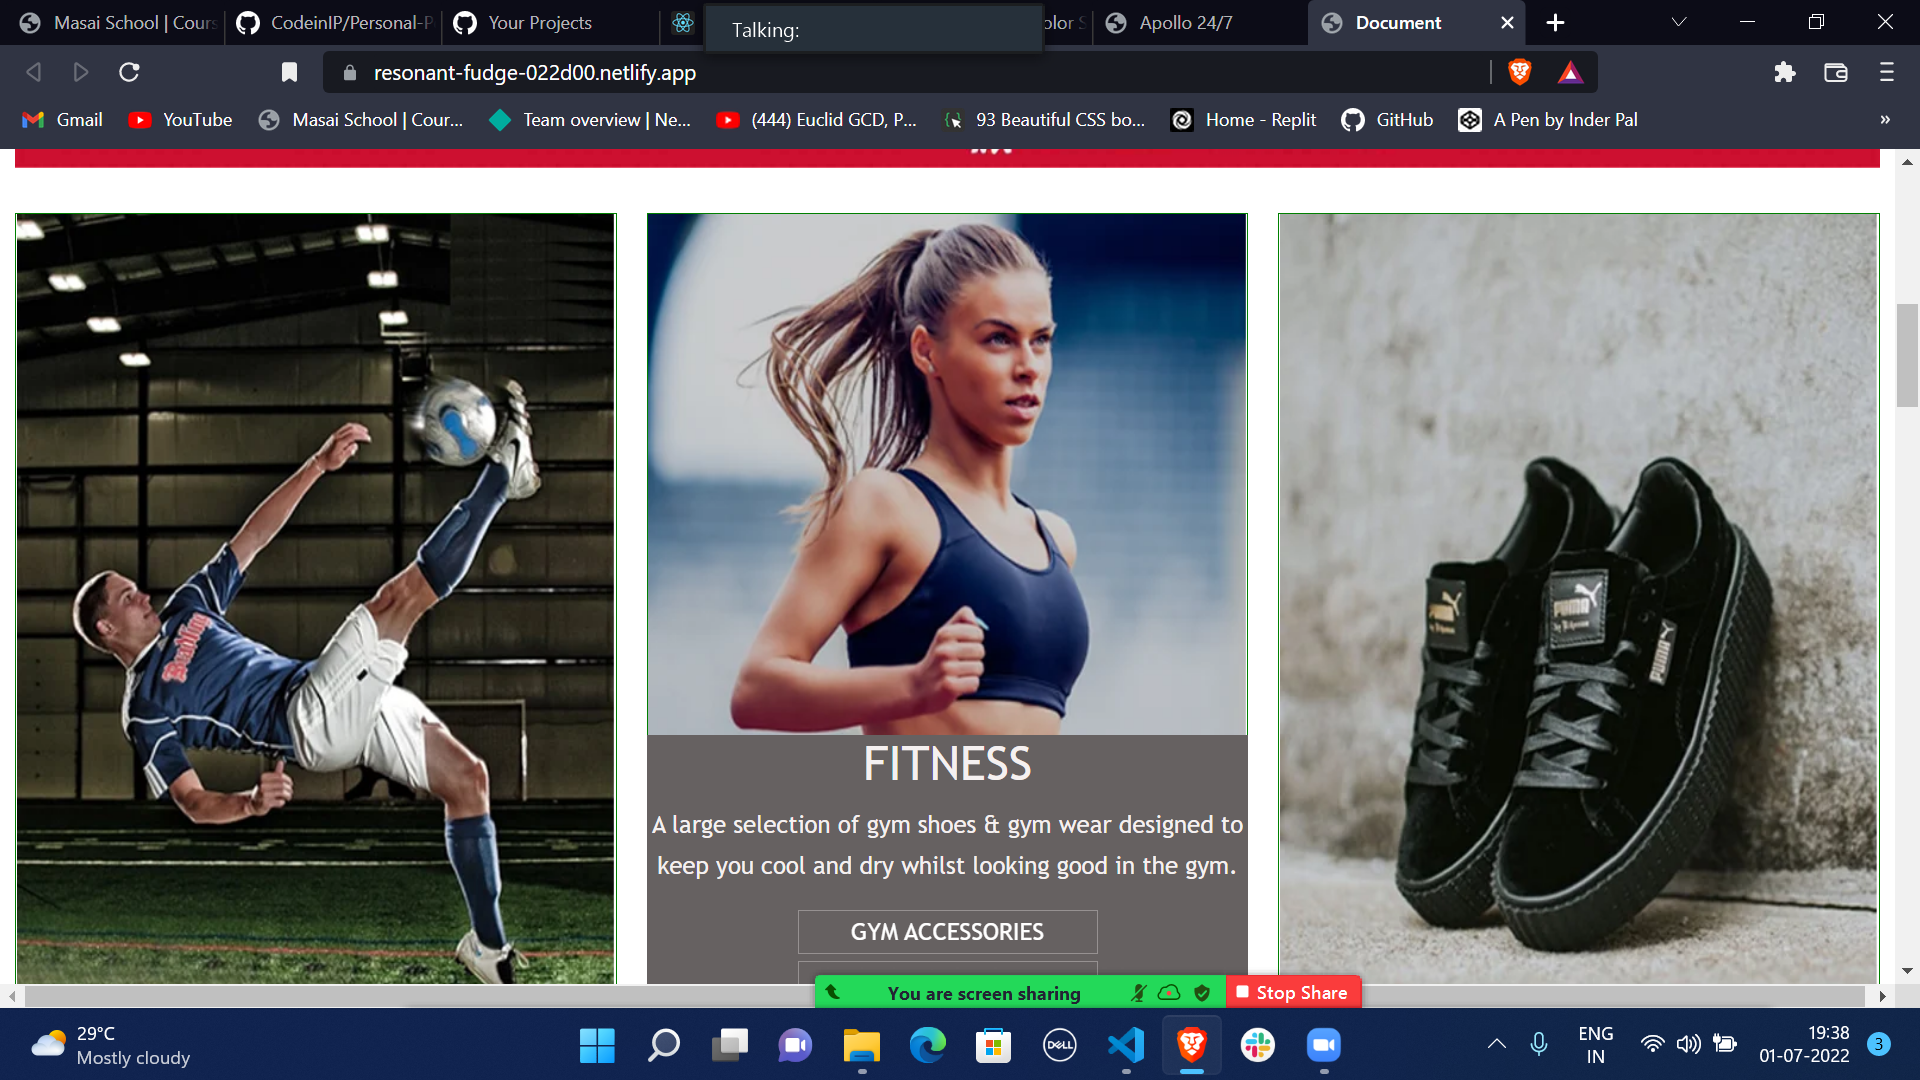 Masai School | Cours
CodeinIP/Personal-P
Your Projects
Talking:
olor S
Apollo 24/7
Document
resonant-fudge-022d00.netlify.app
Gmail
YouTube
Masai School | Cour...
Team overview | Ne...
(444) Euclid GCD, P...
93 Beautiful CSS bo...
Home - Replit
GitHub
A Pen by Inder Pal
»
PUMA
PUMA
PUMA
FITNESS
A large selection of gym shoes & gym wear designed to
keep you cool and dry whilst looking good in the gym.
GYM ACCESSORIES
You are screen sharing
Stop Share
29°C
Mostly cloudy
DELL
ENG
IN
19:38
01-07-2022
3